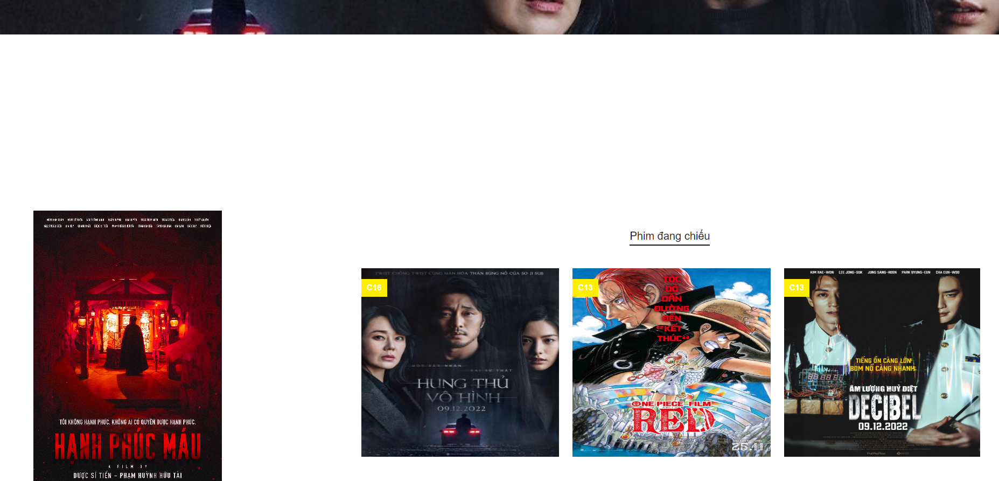 Phim đang chiếu
TÔI KHÔNG HẠNH PHÚC, KHÔNG AI CÓ QUYỀN ĐƯỢC HẠNH PHÚC.
HẠNH PHÚC MÁU
A FILM BY
DƯỢC SĨ TIẾN – PHẠM HUỲNH HỮU TÀI
TWIST CHỒNG TWIST CÙNG MÀN HÓA THÂN BÙNG NỔ CỦA SO JI SUB
C16
MỘT SÁT NHÂN
HAI SỰ THẬT
HUNG THỦ
VÔ HÌNH
09.12.2022
C13
TÓC
ĐỎ
DẪN
ĐƯỜNG
ĐẾN
“KẾT
THÚC”
ONE PIECE FILM
RED
25.11
KIM RAE-WON LEE JONG-SUK JUNG SANG-HOON PARK BYUNG-EUN CHA EUN-WOO
C13
TIẾNG ỒN CÀNG LỚN
BOM NỔ CÀNG NHANH
88:88:88
ÂM LƯỢNG HUỶ DIỆT
DECIBEL
09.12.2022